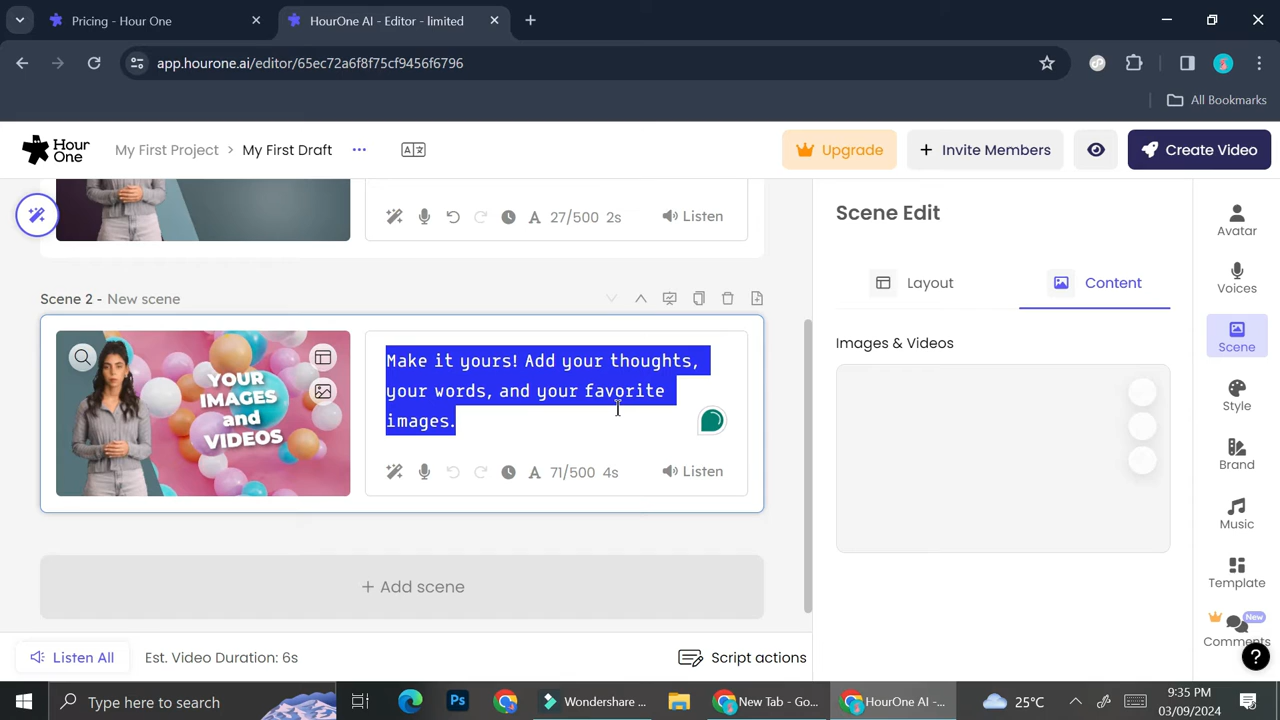 Pricing - Hour One
HourOne AI - Editor - limited
app.hourone.ai/editor/65ec72a6f8f75cf9456f6796
All Bookmarks
Hour One
My First Project > My First Draft
Upgrade
+ Invite Members
Create Video
27/500 2s
Listen
Scene 2 - New scene
YOUR
IMAGES
and
VIDEOS
Make it yours! Add your thoughts,
your words, and your favorite
images.
71/500 4s
Listen
+ Add scene
Listen All
Est. Video Duration: 6s
Script actions
Scene Edit
Layout
Content
Images & Videos
Avatar
Voices
Scene
Style
Brand
Music
Template
New
Comments
?
Type here to search
Ps
Wondershare ...
New Tab - Go...
HourOne AI -...
25°C
9:35 PM
03/09/2024